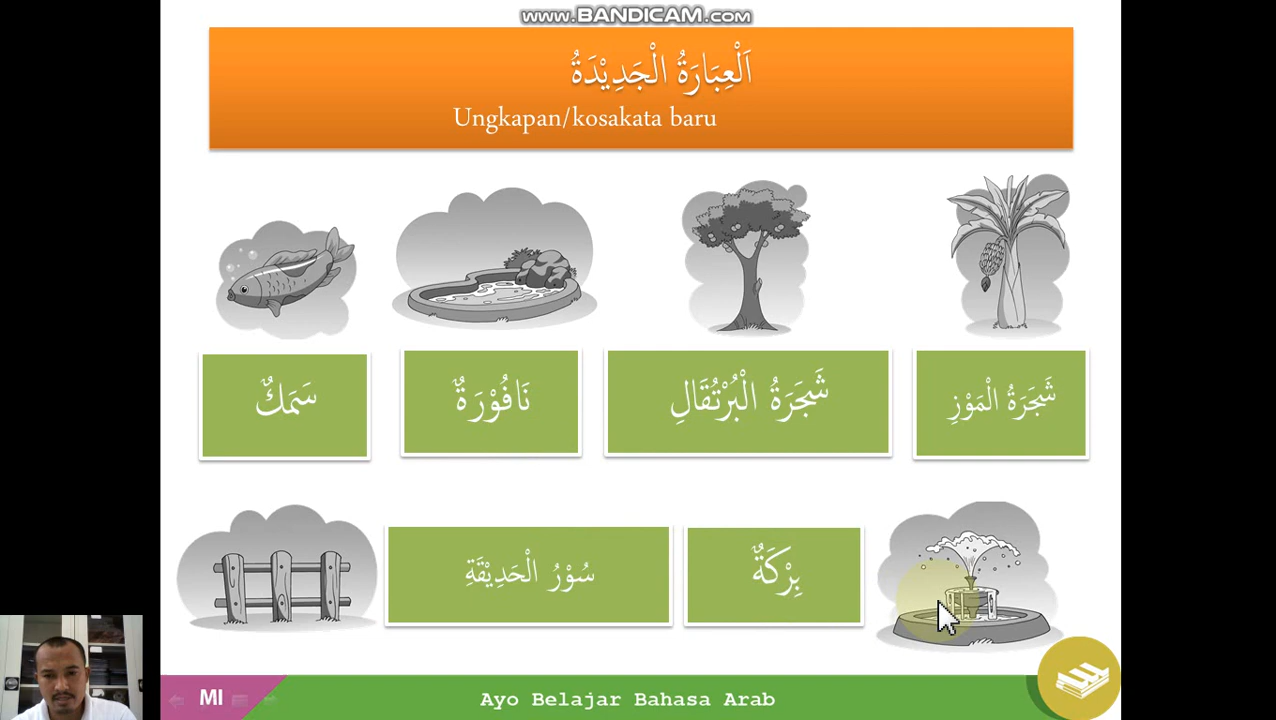 WWW.BANDICAM.COM
اَلْعِبَارَةُ الْجَدِيْدَةُ
Ungkapan/kosakata baru
شَجَرَةُ الْمَوْزِ
شَجَرَةُ الْبُرْتُقَالِ
نَافُوْرَةٌ
سَمَكٌ
بِرْكَةٌ
سُوْرُ الْحَدِيْقَةِ
MI
Ayo Belajar Bahasa Arab